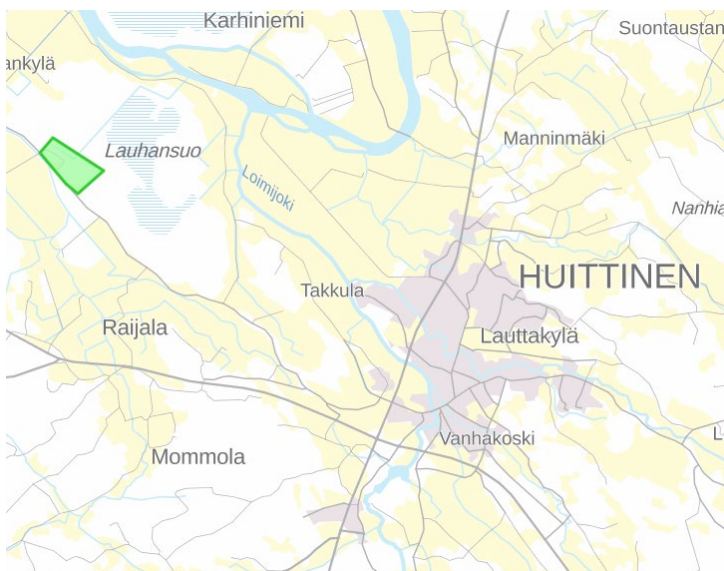 Karhiniemi
Suontaustan
ankylä
Manninmäki
Lauhansuo
Loimijoki
Nanhia
HUITTINEN
Takkula
Raijala
Lauttakylä
Vanhakoski
L
Mommola